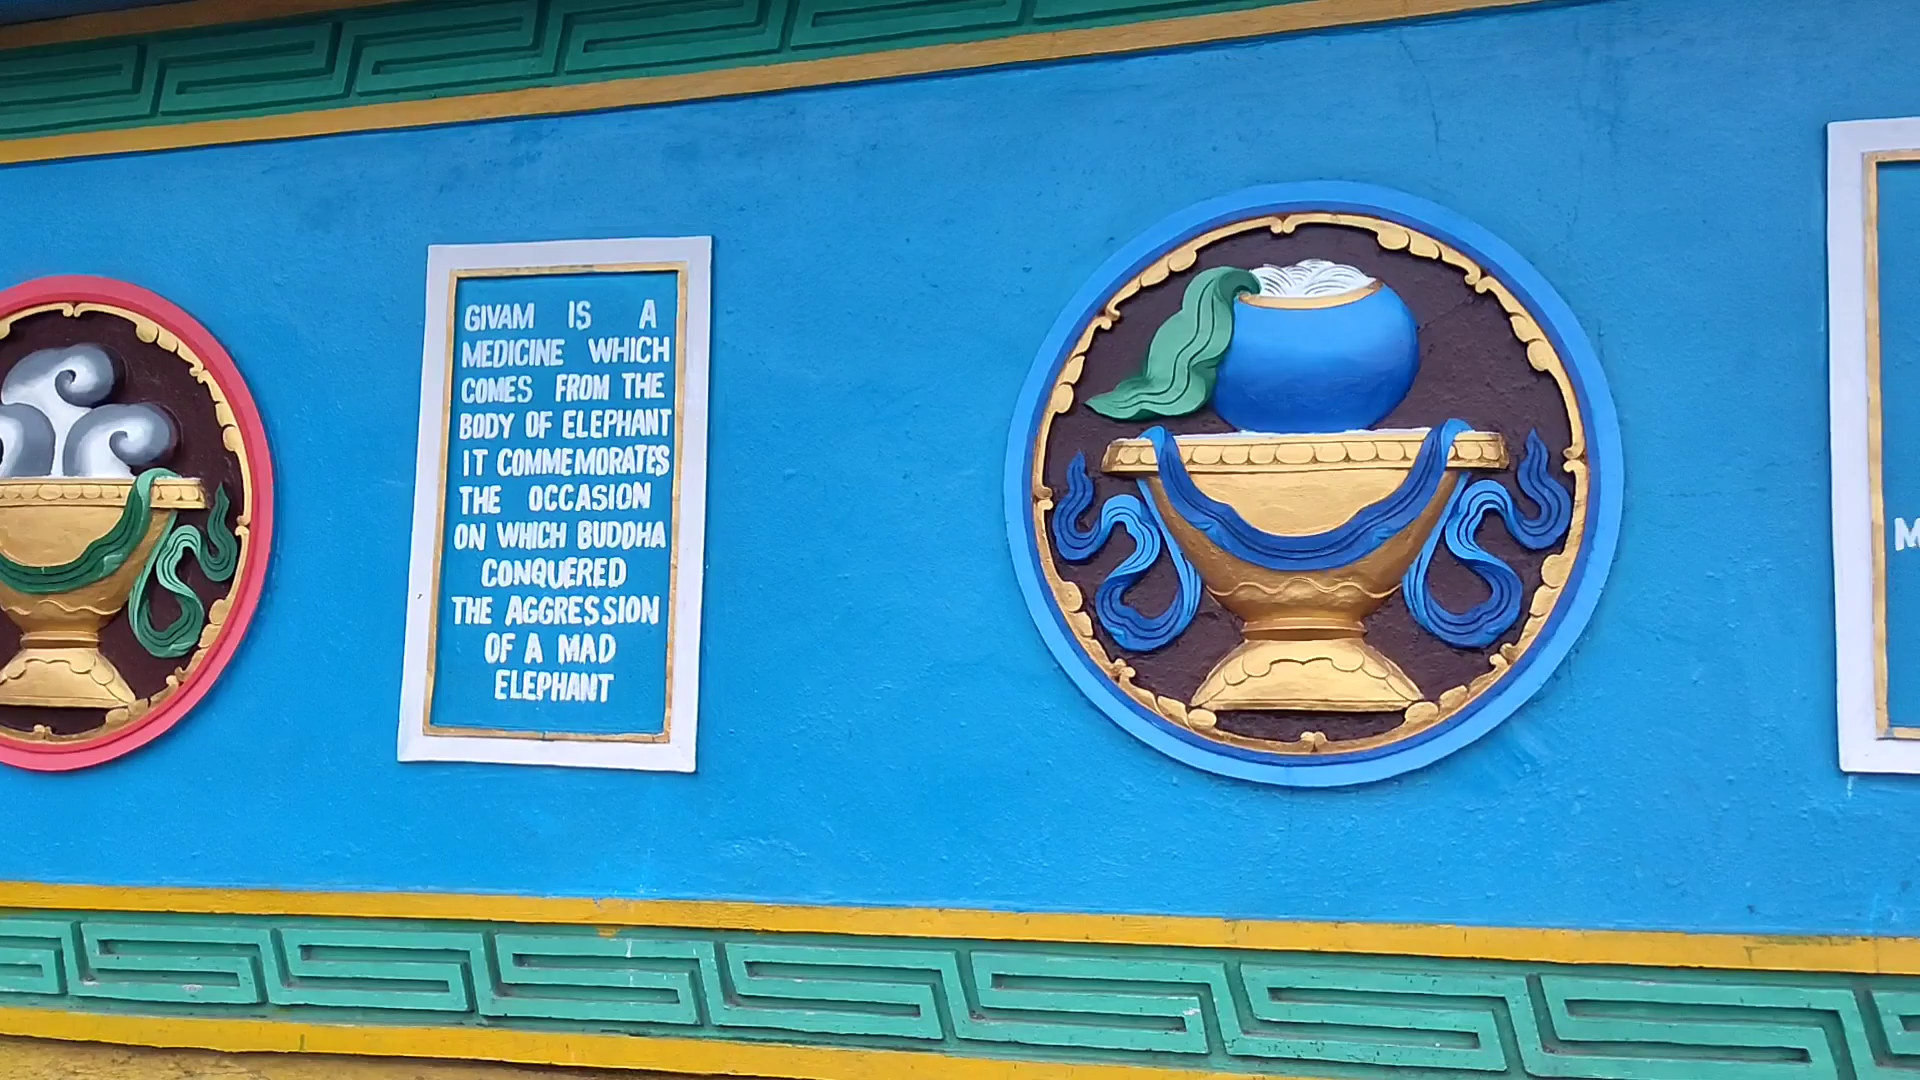 GIVAM IS A
MEDICINE WHICH
COMES FROM THE
BODY OF ELEPHANT
IT COMMEMORATES
THE OCCASION
ON WHICH BUDDHA
CONQUERED
THE AGGRESSION
OF A MAD
ELEPHANT